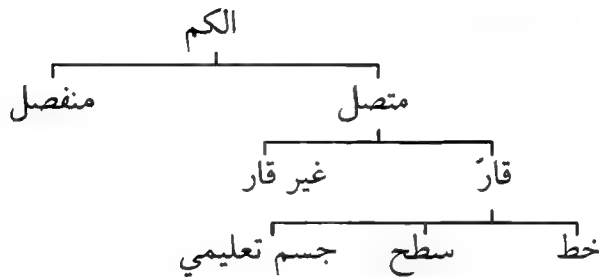 الكم
متصل منفصل
قارّ غير قار
خط سطح جسم تعليمي